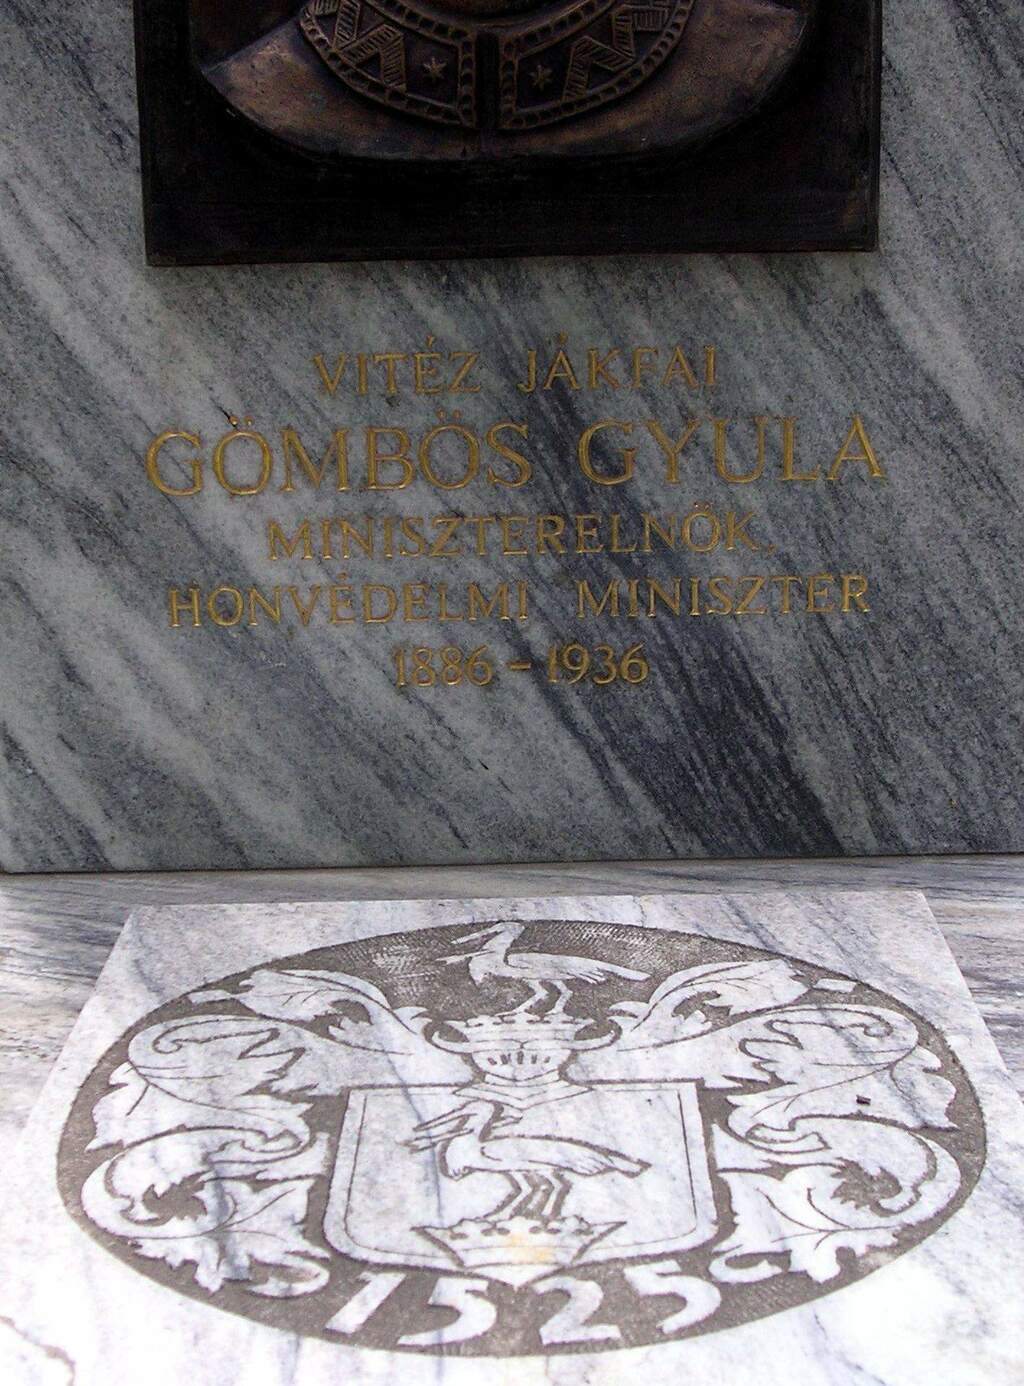 VITÉZ JÁKFAI
GÖMBÖS GYULA
MINISZTERELNÖK,
HONVÉDELMI MINISZTER
1886 - 1936
1525